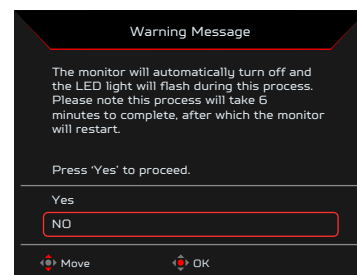 Warning Message
The monitor will automatically turn off and
the LED light will flash during this process.
Please note this process will take 6
minutes to complete, after which the monitor
will restart.
Press ‘Yes’ to proceed.
Yes
NO
Move OK